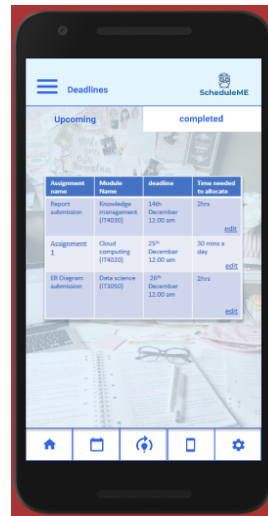 Deadlines
ScheduleME
Upcoming
completed
Assignment name
Module Name
deadline
Time needed to allocate
Report submission
Knowledge management (IT4030)
14th December 12.00 am
2hrs
edit
Assignment 1
Cloud computing (IT4020)
25th December 12.00 am
30 mins a day
edit
ER Diagram submission
Data science (IT3050)
26th December 12.00 am
2hrs
edit